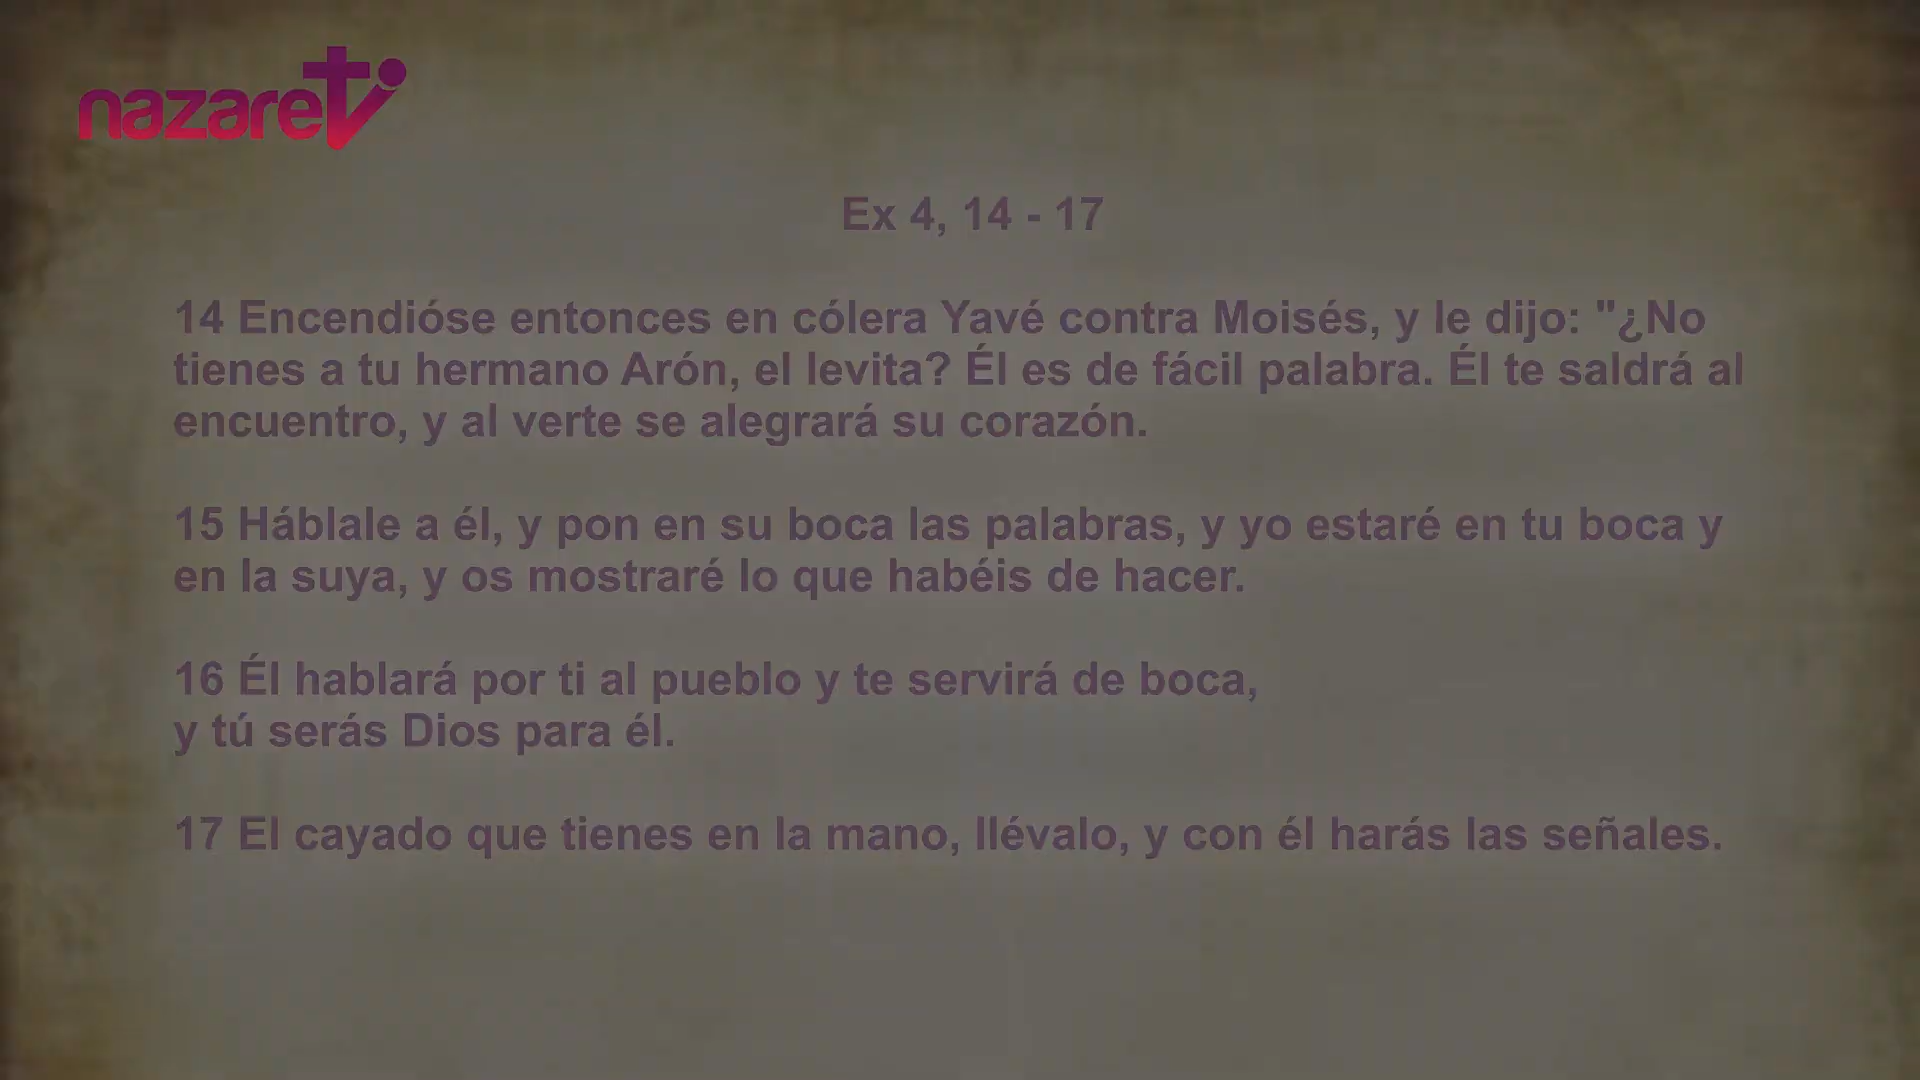 nazaretv
Ex 4, 14 - 17
14 Encendióse entonces en cólera Yavé contra Moisés, y le dijo: "¿No
tienes a tu hermano Arón, el levita? Él es de fácil palabra. Él te saldrá al
encuentro, y al verte se alegrará su corazón.
15 Háblale a él, y pon en su boca las palabras, y yo estaré en tu boca y
en la suya, y os mostraré lo que habéis de hacer.
16 Él hablará por ti al pueblo y te servirá de boca,
y tú serás Dios para él.
17 El cayado que tienes en la mano, llévalo, y con él harás las señales.